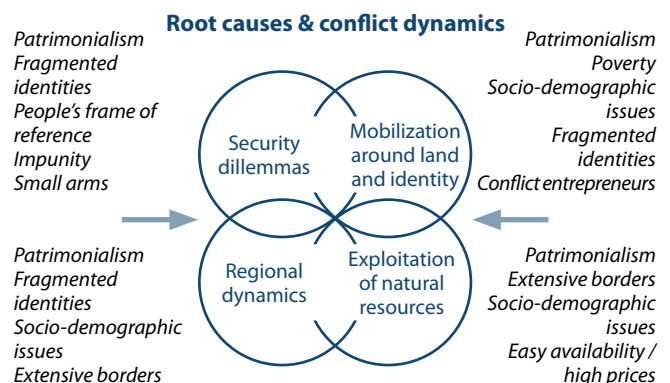 Root causes & conflict dynamics
Patrimonialism
Fragmented
identities
People's frame of
reference
Impunity
Small arms
Security
dillemmas
Mobilization
around land
and identity
Patrimonialism
Poverty
Socio-demographic
issues
Fragmented
identities
Conflict entrepreneurs
Patrimonialism
Fragmented
identities
Socio-demographic
issues
Extensive borders
Regional
dynamics
Exploitation
of natural
resources
Patrimonialism
Extensive borders
Socio-demographic
issues
Easy availability /
high prices